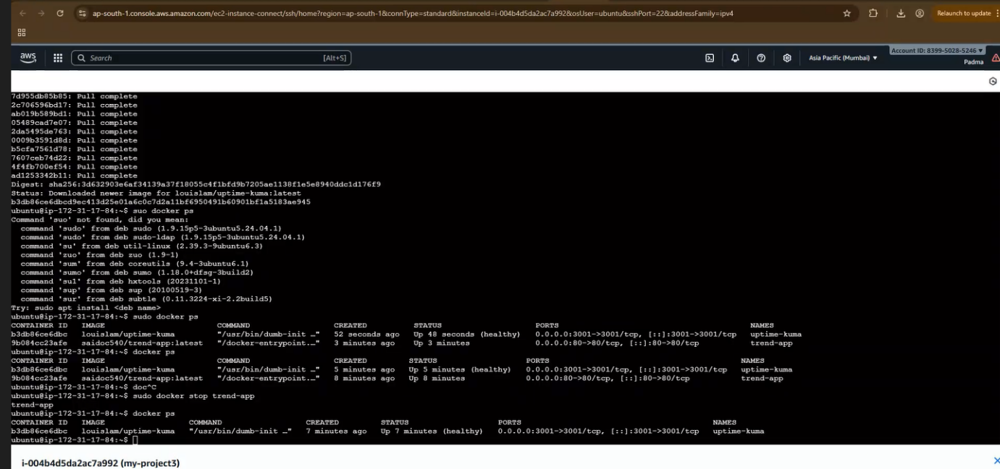 ap-south-1.console.aws.amazon.com/ec2-instance-connect/ssh/home?region=ap-south-1&connType=standard&instanceId=i-004b4d5da2ac7a992&osUser=ubuntu&sshPort=22&addressFamily=ipv4
Relaunch to update
aws
Search
[Alt+S]
Asia Pacific (Mumbai)
Account ID: 8399-5028-5246
Padma
7d955db85b85: Pull complete
2c706596bd17: Pull complete
ab019b589bd1: Pull complete
05489cad7e07: Pull complete
2da5495de763: Pull complete
0009b3591d8d: Pull complete
b5cfa7561d78: Pull complete
7607ceb74d22: Pull complete
4f4fb700ef54: Pull complete
ad1253342b11: Pull complete
Digest: sha256:3d632903e6af34139a37f18055c4f1bfd9b7205ae1138f1e5e8940ddc1d176f9
Status: Downloaded newer image for louislam/uptime-kuma:latest
b3db86ce6dbcd9ec413d25e01a6c0c7d2a11bf6950491b60901bf1a5183ae945
ubuntu@ip-172-31-17-84:~$ suo docker ps
Command 'suo' not found, did you mean:
  command 'sudo' from deb sudo (1.9.15p5-3ubuntu5.24.04.1)
  command 'sudo' from deb sudo-ldap (1.9.15p5-3ubuntu5.24.04.1)
  command 'su' from deb util-linux (2.39.3-9ubuntu6.3)
  command 'zuo' from deb zuo (1.9-1)
  command 'sum' from deb coreutils (9.4-3ubuntu6.1)
  command 'sumo' from deb sumo (1.18.0+dfsg-3build2)
  command 'su1' from deb hxtools (20231101-1)
  command 'sup' from deb sup (20100519-3)
  command 'sur' from deb subtle (0.11.3224-xi-2.2build5)
Try: sudo apt install <deb name>
ubuntu@ip-172-31-17-84:~$ sudo docker ps
CONTAINER ID   IMAGE                       COMMAND                  CREATED          STATUS                    PORTS                                         NAMES
b3db86ce6dbc   louislam/uptime-kuma        "/usr/bin/dumb-init …"   52 seconds ago   Up 48 seconds (healthy)   0.0.0.0:3001->3001/tcp, [::]:3001->3001/tcp   uptime-kuma
9b084cc23afe   saidoc540/trend-app:latest   "/docker-entrypoint.…"   3 minutes ago    Up 3 minutes              0.0.0.0:80->80/tcp, [::]:80->80/tcp           trend-app
ubuntu@ip-172-31-17-84:~$ docker ps
CONTAINER ID   IMAGE                       COMMAND                  CREATED         STATUS                   PORTS                                         NAMES
b3db86ce6dbc   louislam/uptime-kuma        "/usr/bin/dumb-init …"   5 minutes ago   Up 5 minutes (healthy)   0.0.0.0:3001->3001/tcp, [::]:3001->3001/tcp   uptime-kuma
9b084cc23afe   saidoc540/trend-app:latest   "/docker-entrypoint.…"   8 minutes ago   Up 8 minutes             0.0.0.0:80->80/tcp, [::]:80->80/tcp           trend-app
ubuntu@ip-172-31-17-84:~$ doc^C
ubuntu@ip-172-31-17-84:~$ sudo docker stop trend-app
trend-app
ubuntu@ip-172-31-17-84:~$ docker ps
CONTAINER ID   IMAGE                  COMMAND                  CREATED         STATUS                   PORTS                                         NAMES
b3db86ce6dbc   louislam/uptime-kuma   "/usr/bin/dumb-init …"   7 minutes ago   Up 7 minutes (healthy)   0.0.0.0:3001->3001/tcp, [::]:3001->3001/tcp   uptime-kuma
ubuntu@ip-172-31-17-84:~$
i-004b4d5da2ac7a992 (my-project3)